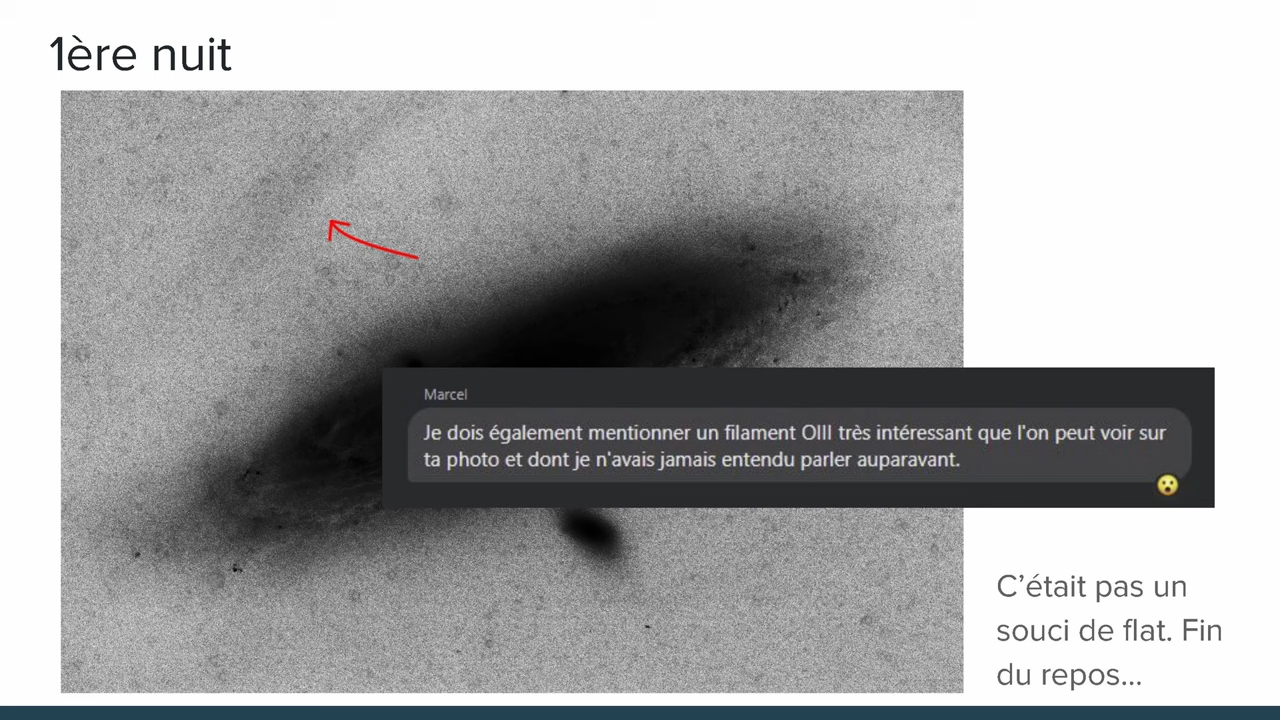 1ère nuit
Marcel
Je dois également mentionner un filament OIII très intéressant que l'on peut voir sur
ta photo et dont je n'avais jamais entendu parler auparavant.
C’était pas un
souci de flat. Fin
du repos...